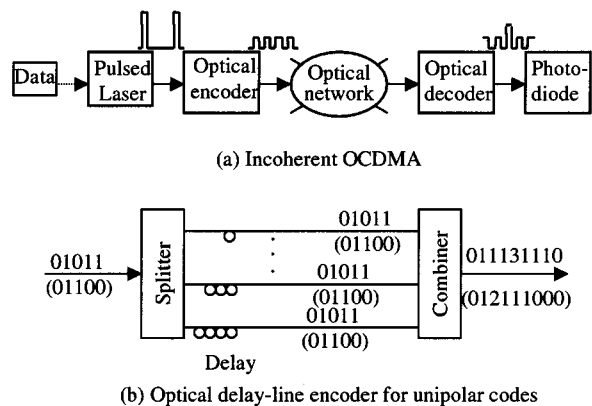 Data
Pulsed
Laser
Optical
encoder
Optical
network
Optical
decoder
Photo-
diode
(a) Incoherent OCDMA
01011
(01100)
Splitter
01011
(01100)
01011
(01100)
01011
(01100)
Delay
Combiner
011131110
(012111000)
(b) Optical delay-line encoder for unipolar codes